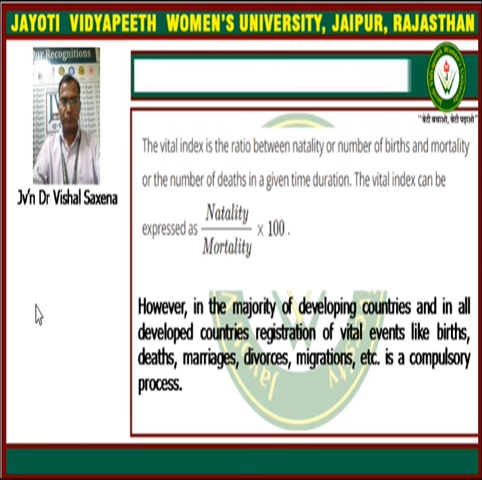 JAYOTI VIDYAPEETH WOMEN'S UNIVERSITY, JAIPUR, RAJASTHAN
ur Recognitions
"बेटी बचाओ, बेटी पढ़ाओ"
Jv'n Dr Vishal Saxena
The vital index is the ratio between natality or number of births and mortality
or the number of deaths in a given time duration. The vital index can be
expressed as Natality/Mortality × 100 .
However, in the majority of developing countries and in all
developed countries registration of vital events like births,
deaths, marriages, divorces, migrations, etc. is a compulsory
process.